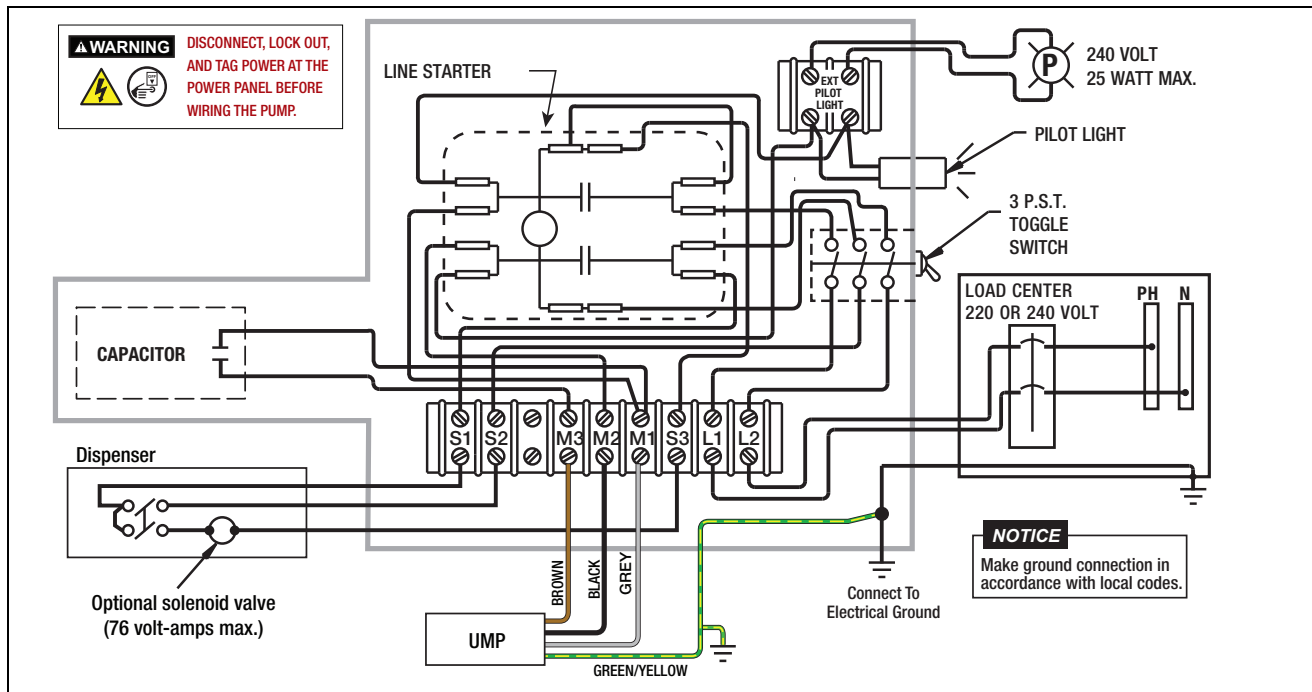 WARNING
DISCONNECT, LOCK OUT,
AND TAG POWER AT THE
POWER PANEL BEFORE
WIRING THE PUMP.
OFF
LINE STARTER
EXT
PILOT
LIGHT
P
240 VOLT
25 WATT MAX.
PILOT LIGHT
3 P.S.T.
TOGGLE
SWITCH
CAPACITOR
LOAD CENTER
220 OR 240 VOLT
PH
N
S1
S2
M3
M2
M1
S3
L1
L2
Dispenser
Optional solenoid valve
(76 volt-amps max.)
BROWN
BLACK
GREY
UMP
GREEN/YELLOW
Connect To
Electrical Ground
NOTICE
Make ground connection in
accordance with local codes.